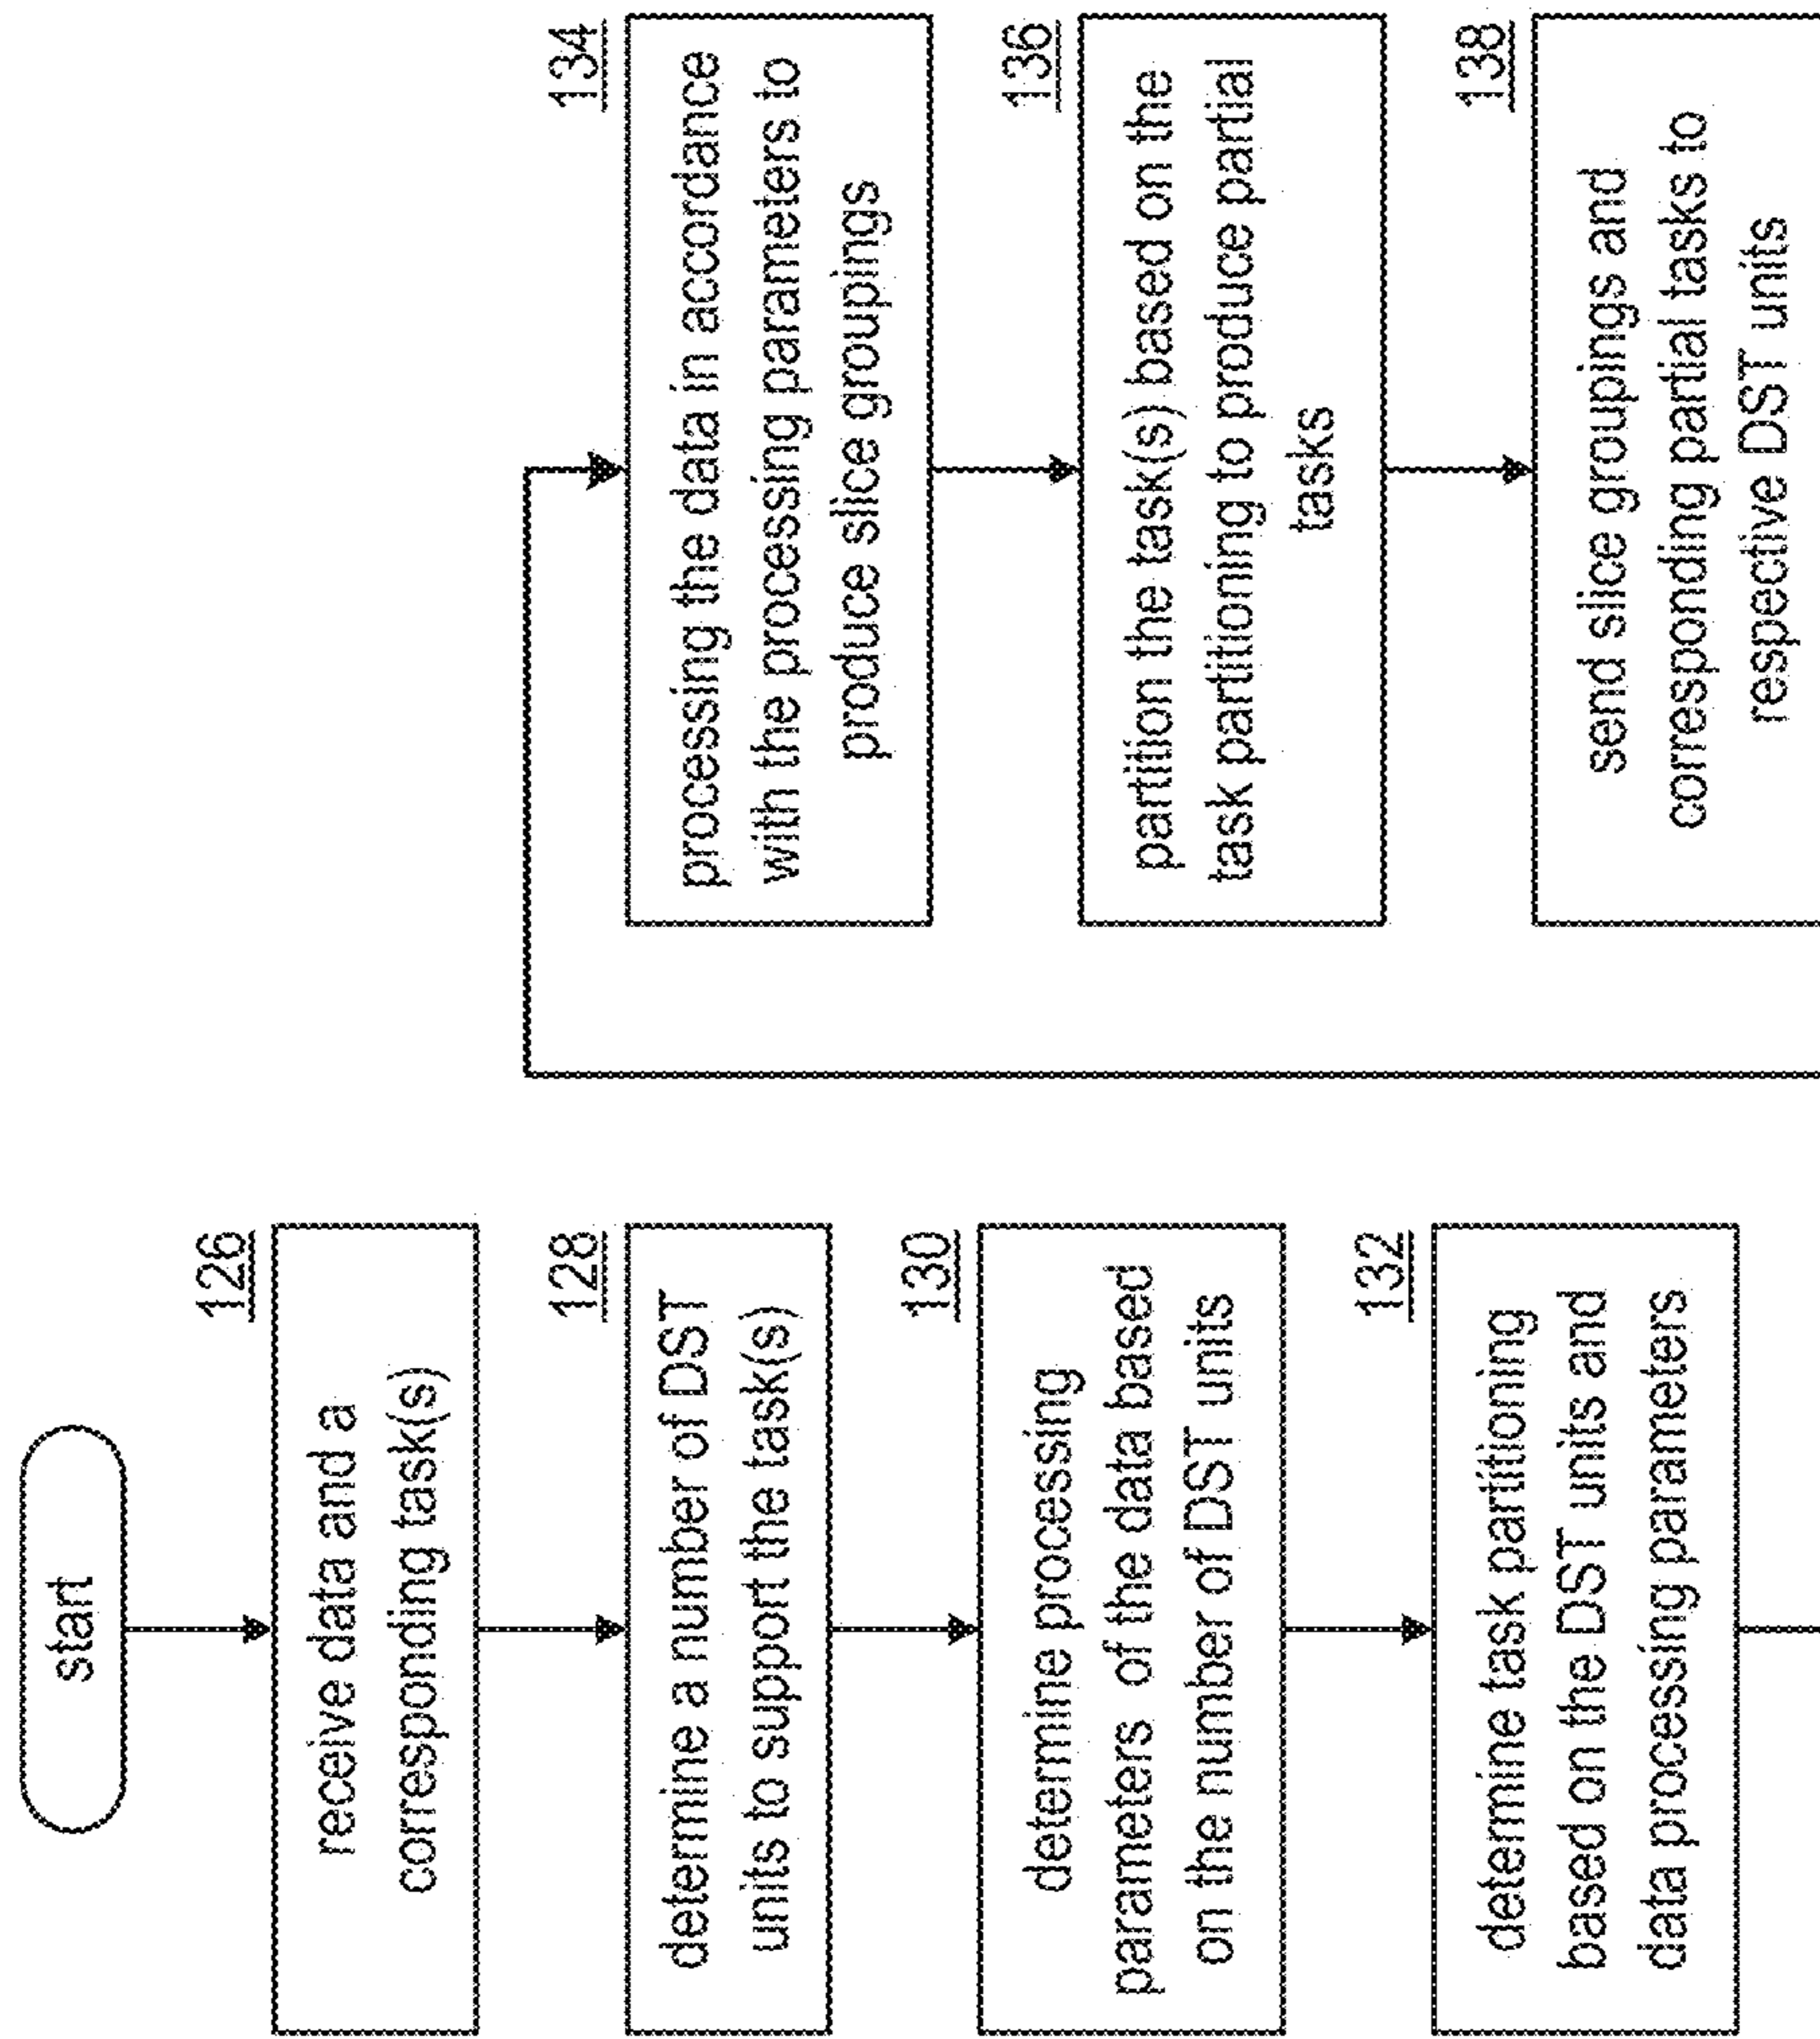 start
126
receive data and a
corresponding task(s)
128
determine a number of DST
units to support the task(s)
130
determine processing
parameters of the data based
on the number of DST units
132
determine task partitioning
based on the DST units and
data processing parameters
134
processing the data in accordance
with the processing parameters to
produce slice groupings
136
partition the task(s) based on the
task partitioning to produce partial
tasks
138
send slice groupings and
corresponding partial tasks to
respective DST units